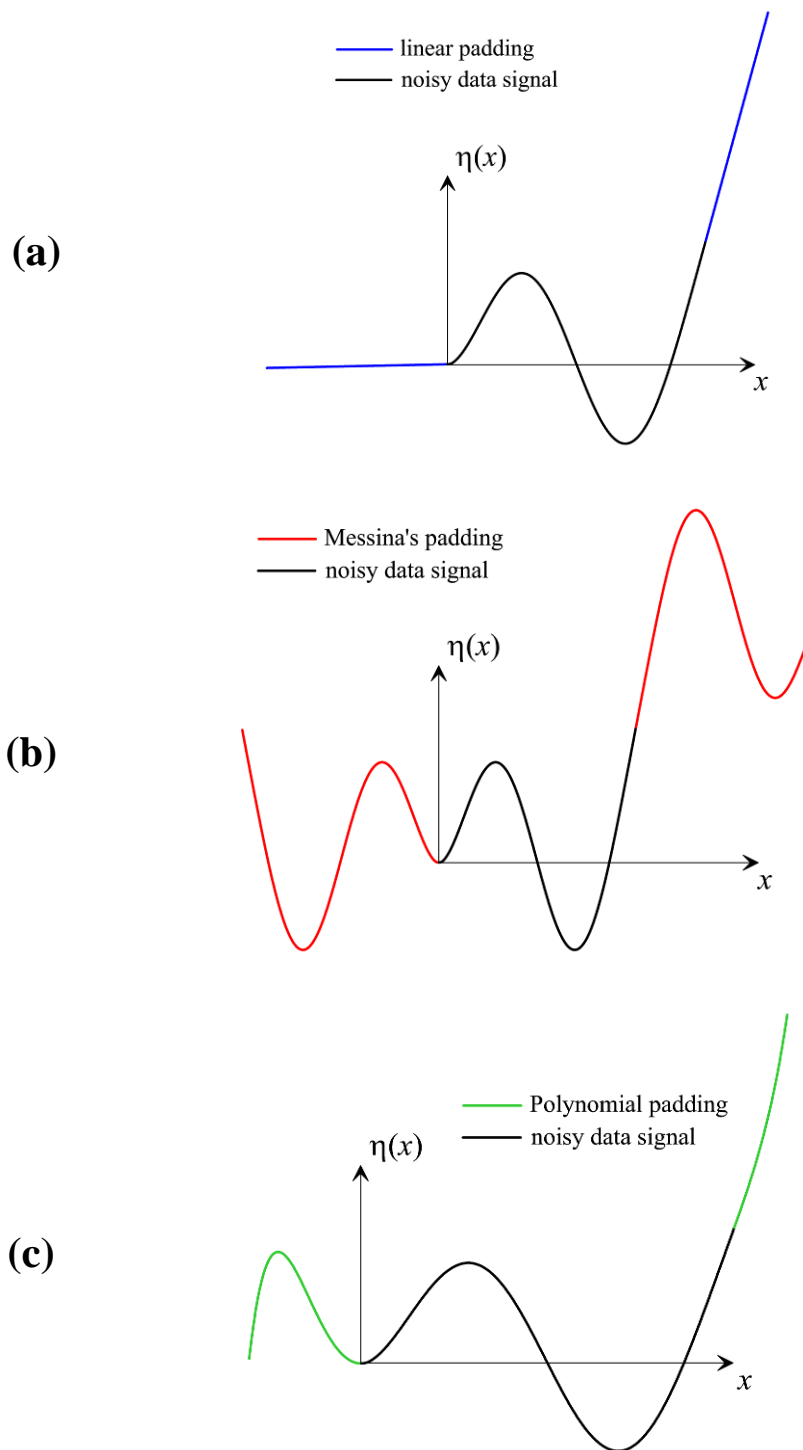 linear padding
noisy data signal
η(x)
(a)
x
Messina's padding
noisy data signal
η(x)
(b)
x
Polynomial padding
noisy data signal
η(x)
(c)
x